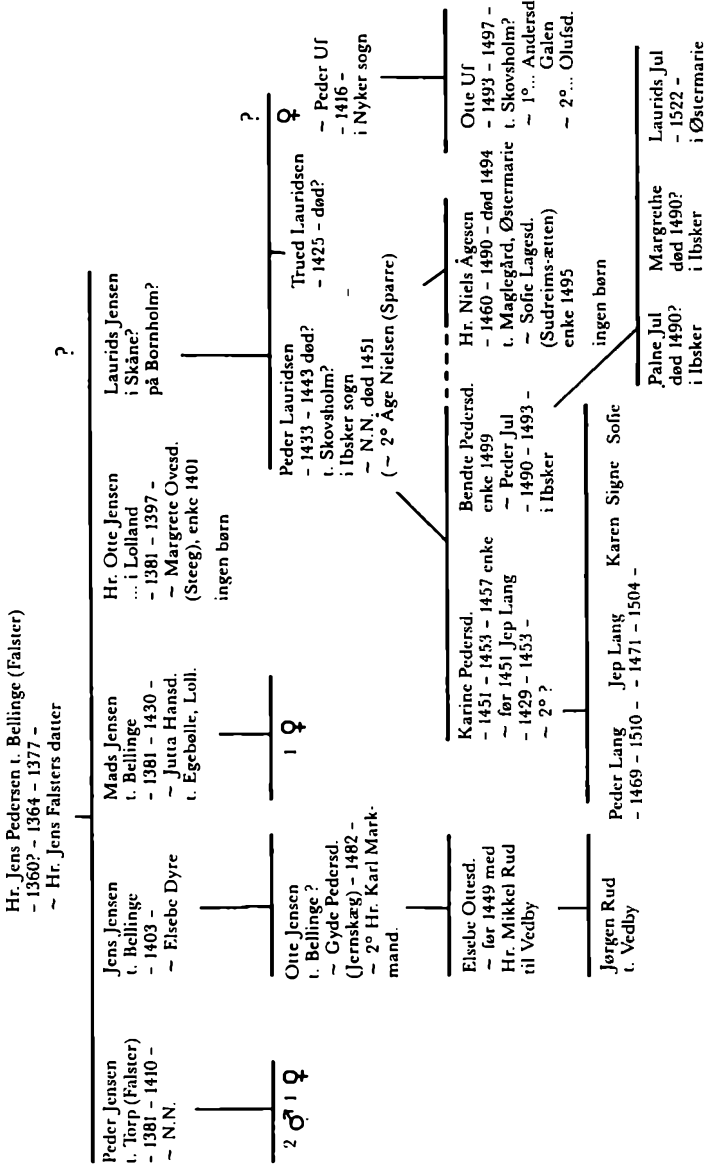 Hr. Jens Pedersen t. Bellinge (Falster)
- 1360? - 1364 - 1377 -
~ Hr. Jens Falsters datter
?
Peder Jensen
t. Torp (Falster)
- 1381 - 1410 -
~ N.N.
Jens Jensen
t. Bellinge
- 1403 -
~ Elsebe Dyre
Mads Jensen
t. Bellinge
- 1381 - 1430 -
~ Jutta Hansd.
t. Egebølle, Loll.
Hr. Otte Jensen
... i Lolland
- 1381 - 1397 -
~ Margrete Ovesd.
(Steeg), enke 1401
ingen børn
Laurids Jensen
i Skåne?
på Bornholm?
?
2 ♂ 1 ♀
Otte Jensen
t. Bellinge ?
~ Gyde Pedersd.
(Jernskæg) - 1482 -
~ 2° Hr. Karl Mark-
mand.
1 ♀
Peder Lauridsen
- 1433 - 1443 død?
t. Skovsholm?
i Ibsker sogn
~ N.N. død 1451
(~ 2° Åge Nielsen (Sparre)
Trued Lauridsen
- 1425 - død?
-
♀
~ Peder Uf
- 1416 -
i Nyker sogn
Elsebe Ottesd.
~ før 1449 med
Hr. Mikkel Rud
til Vedby
Karine Pedersd.
- 1451 - 1453 - 1457 enke
~ før 1451 Jep Lang
- 1429 - 1453 -
~ 2° ?
Bendte Pedersd.
enke 1499
~ Peder Jul
- 1490 - 1493 -
i Ibsker
Hr. Niels Ågesen
- 1460 - 1490 - død 1494
t. Maglegård, Østermarie
~ Sofie Lagesd.
(Sudreims-ætten)
enke 1495
ingen børn
Otte Uf
- 1493 - 1497 -
t. Skovsholm?
~ 1° ... Andersd
Galen
~ 2° ... Olufsd.
Jørgen Rud
t. Vedby
Peder Lang
- 1469 - 1510 -
Jep Lang
- 1471 - 1504 -
Karen Signe Sofie
Palne Jul
død 1490?
i Ibsker
Margrethe
død 1490?
i Ibsker
Laurids Jul
- 1522 -
i Østermarie